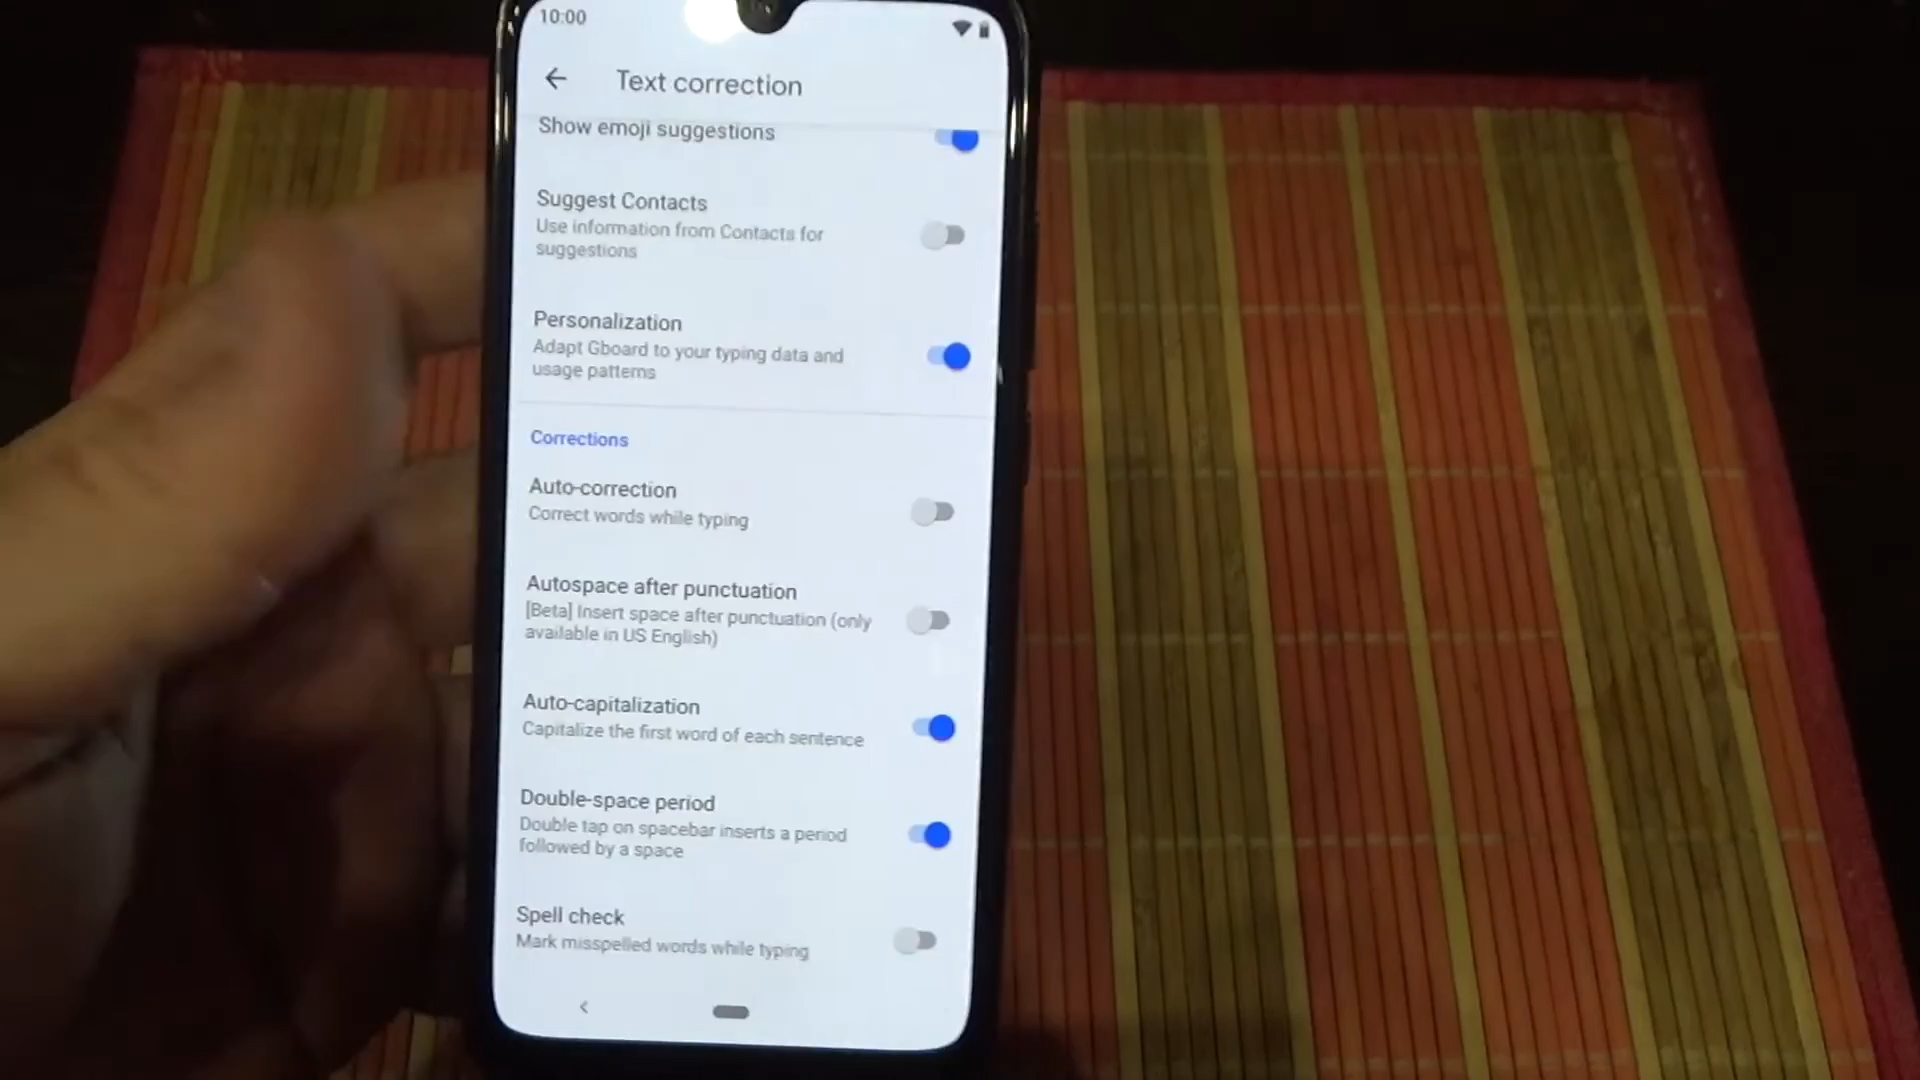 10:00
Text correction
Show emoji suggestions
Suggest Contacts
Use information from Contacts for
suggestions
Personalization
Adapt Gboard to your typing data and
usage patterns
Corrections
Auto-correction
Correct words while typing
Autospace after punctuation
[Beta] Insert space after punctuation (only
available in US English)
Auto-capitalization
Capitalize the first word of each sentence
Double-space period
Double tap on spacebar inserts a period
followed by a space
Spell check
Mark misspelled words while typing